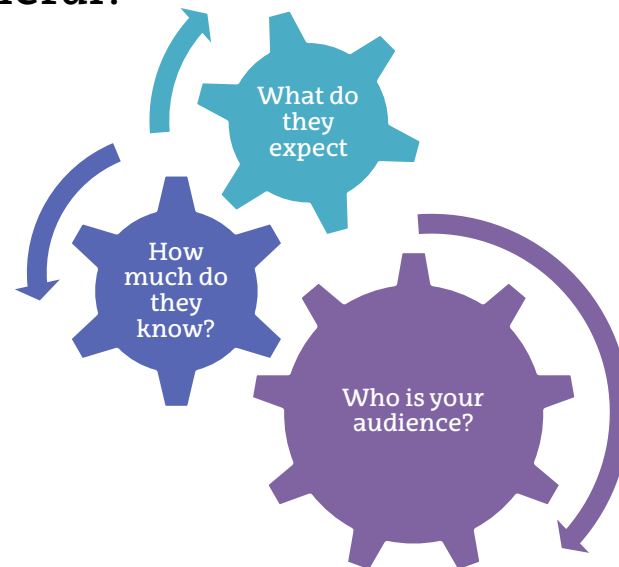 What do
they
expect
How
much do
they
know?
Who is your
audience?